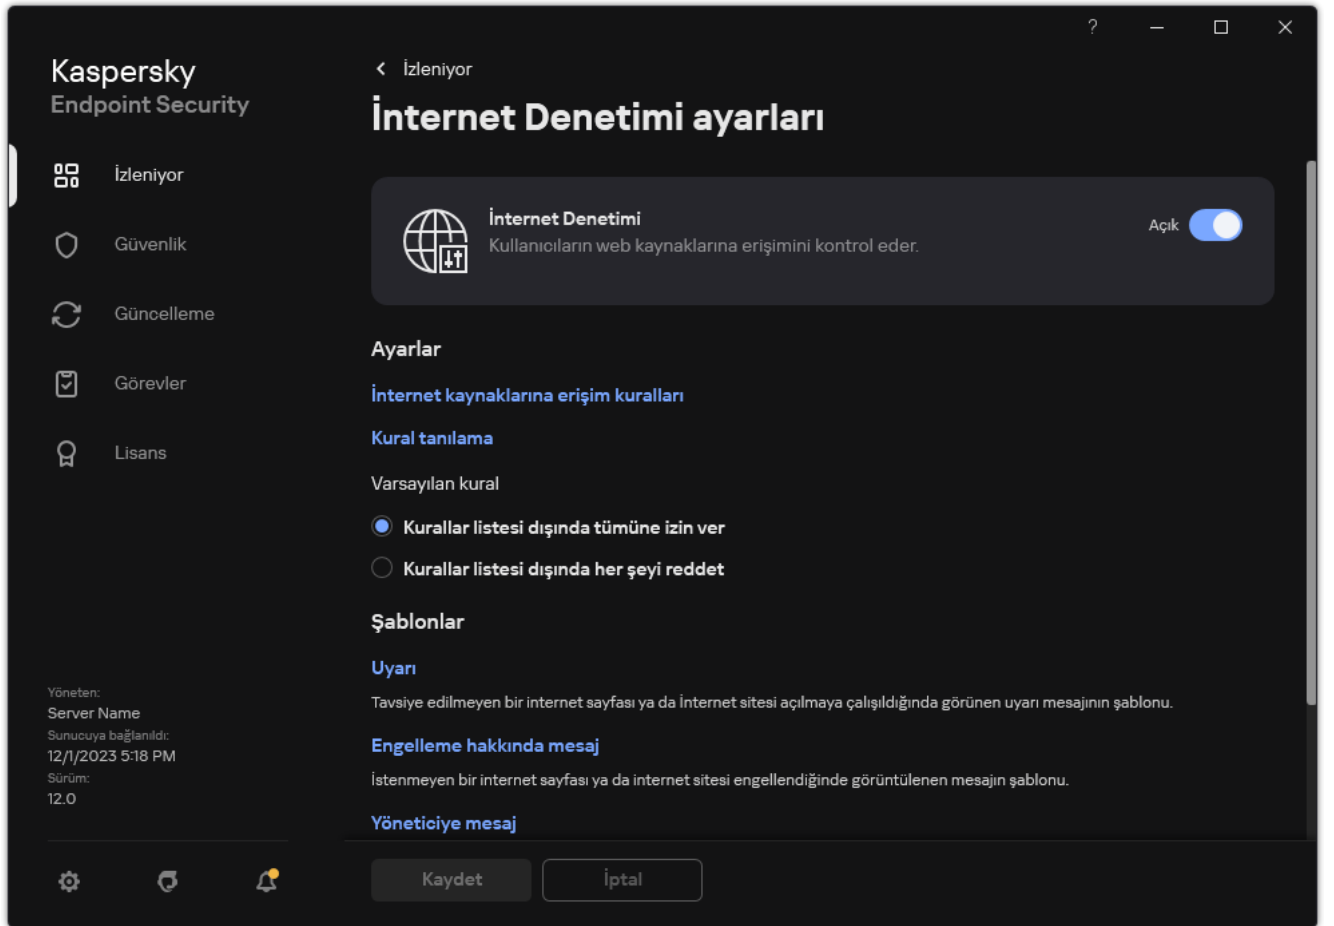 ?
Kaspersky
Endpoint Security
İzleniyor
Güvenlik
Güncelleme
Görevler
Lisans
Yöneten:
Server Name
Sunucuya bağlanıldı:
12/1/2023 5:18 PM
Sürüm:
12.0
İzleniyor
İnternet Denetimi ayarları
İnternet Denetimi
Kullanıcıların web kaynaklarına erişimini kontrol eder.
Açık
Ayarlar
İnternet kaynaklarına erişim kuralları
Kural tanılama
Varsayılan kural
Kurallar listesi dışında tümüne izin ver
Kurallar listesi dışında her şeyi reddet
Şablonlar
Uyarı
Tavsiye edilmeyen bir internet sayfası ya da İnternet sitesi açılmaya çalışıldığında görünen uyarı mesajının şablonu.
Engelleme hakkında mesaj
İstenmeyen bir internet sayfası ya da internet sitesi engellendiğinde görüntülenen mesajın şablonu.
Yöneticiye mesaj
Kaydet
İptal